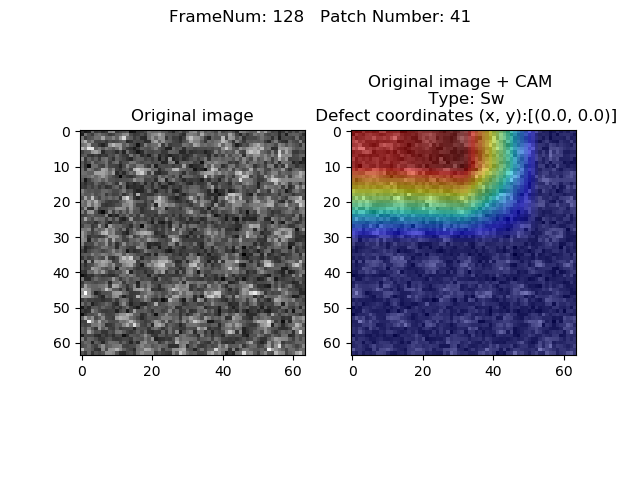 FrameNum: 128   Patch Number: 41
Original image
Original image + CAM
Type: Sw
Defect coordinates (x, y):[(0.0, 0.0)]
0
10
20
30
40
50
60
0 20 40 60
0
10
20
30
40
50
60
0 20 40 60